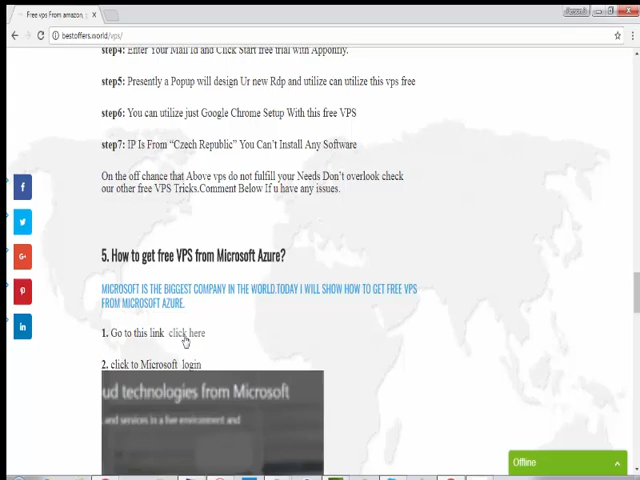 Free vps From amazon,
bestoffers.world/vps/
step4: Enter Your Mail Id and Click Start free trial with Apponfly.
step5: Presently a Popup will design Ur new Rdp and utilize can utilize this vps free
step6: You can utilize just Google Chrome Setup With this free VPS
step7: IP Is From “Czech Republic” You Can’t Install Any Software
On the off chance that Above vps do not fulfill your Needs Don’t overlook check
our other free VPS Tricks.Comment Below If u have any issues.
5. How to get free VPS from Microsoft Azure?
MICROSOFT IS THE BIGGEST COMPANY IN THE WORLD.TODAY I WILL SHOW HOW TO GET FREE VPS
FROM MICROSOFT AZURE.
1. Go to this link click here
2. click to Microsoft login
ud technologies from Microsoft
and services in a live environment and
Offline